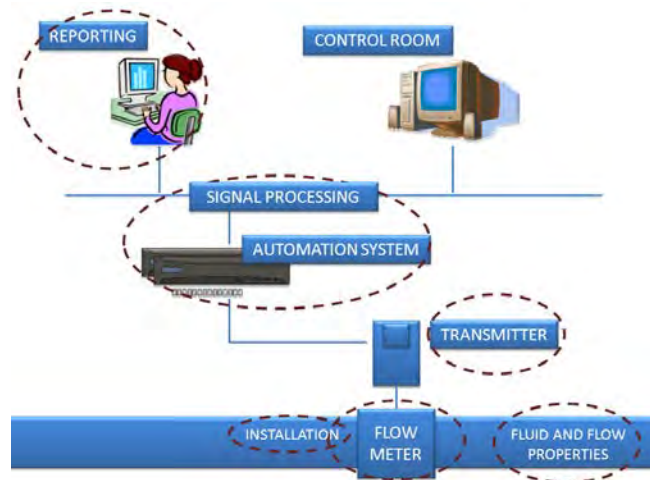 REPORTING
CONTROL ROOM
SIGNAL PROCESSING
AUTOMATION SYSTEM
TRANSMITTER
INSTALLATION
FLOW
METER
FLUID AND FLOW
PROPERTIES